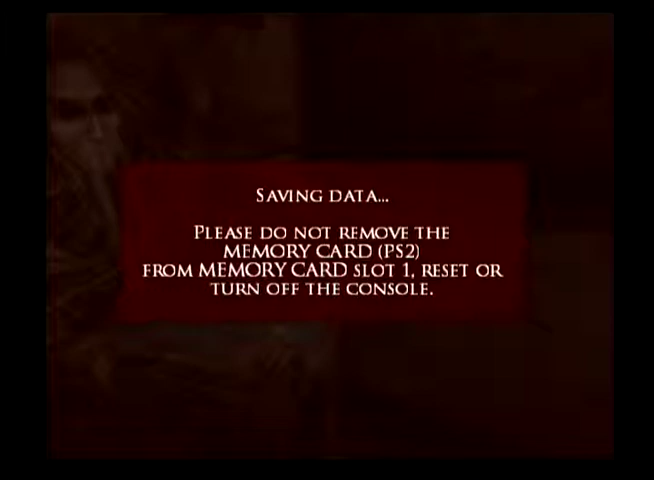 Saving data...
Please do not remove the
MEMORY CARD (PS2)
from MEMORY CARD slot 1, reset or
turn off the console.